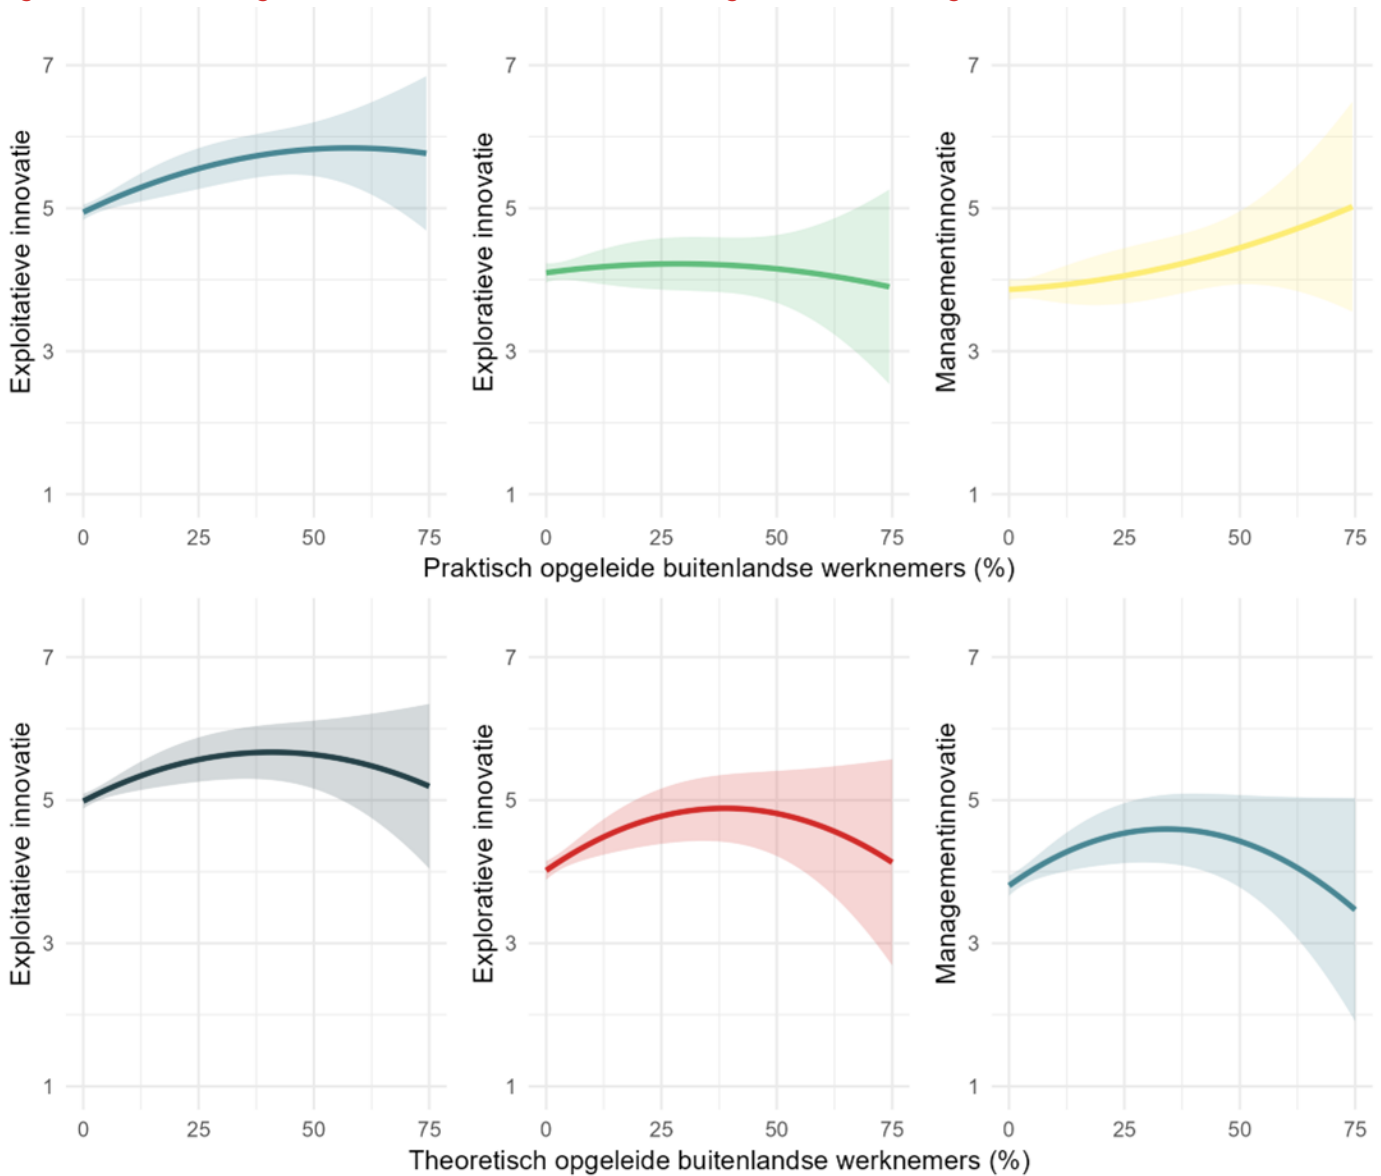 7
5
3
1
Exploitatieve innovatie
0 25 50 75
7
5
3
1
Exploratieve innovatie
0 25 50 75
7
5
3
1
Managementinnovatie
0 25 50 75
Praktisch opgeleide buitenlandse werknemers (%)
7
5
3
1
Exploitatieve innovatie
0 25 50 75
7
5
3
1
Exploratieve innovatie
0 25 50 75
7
5
3
1
Managementinnovatie
0 25 50 75
Theoretisch opgeleide buitenlandse werknemers (%)